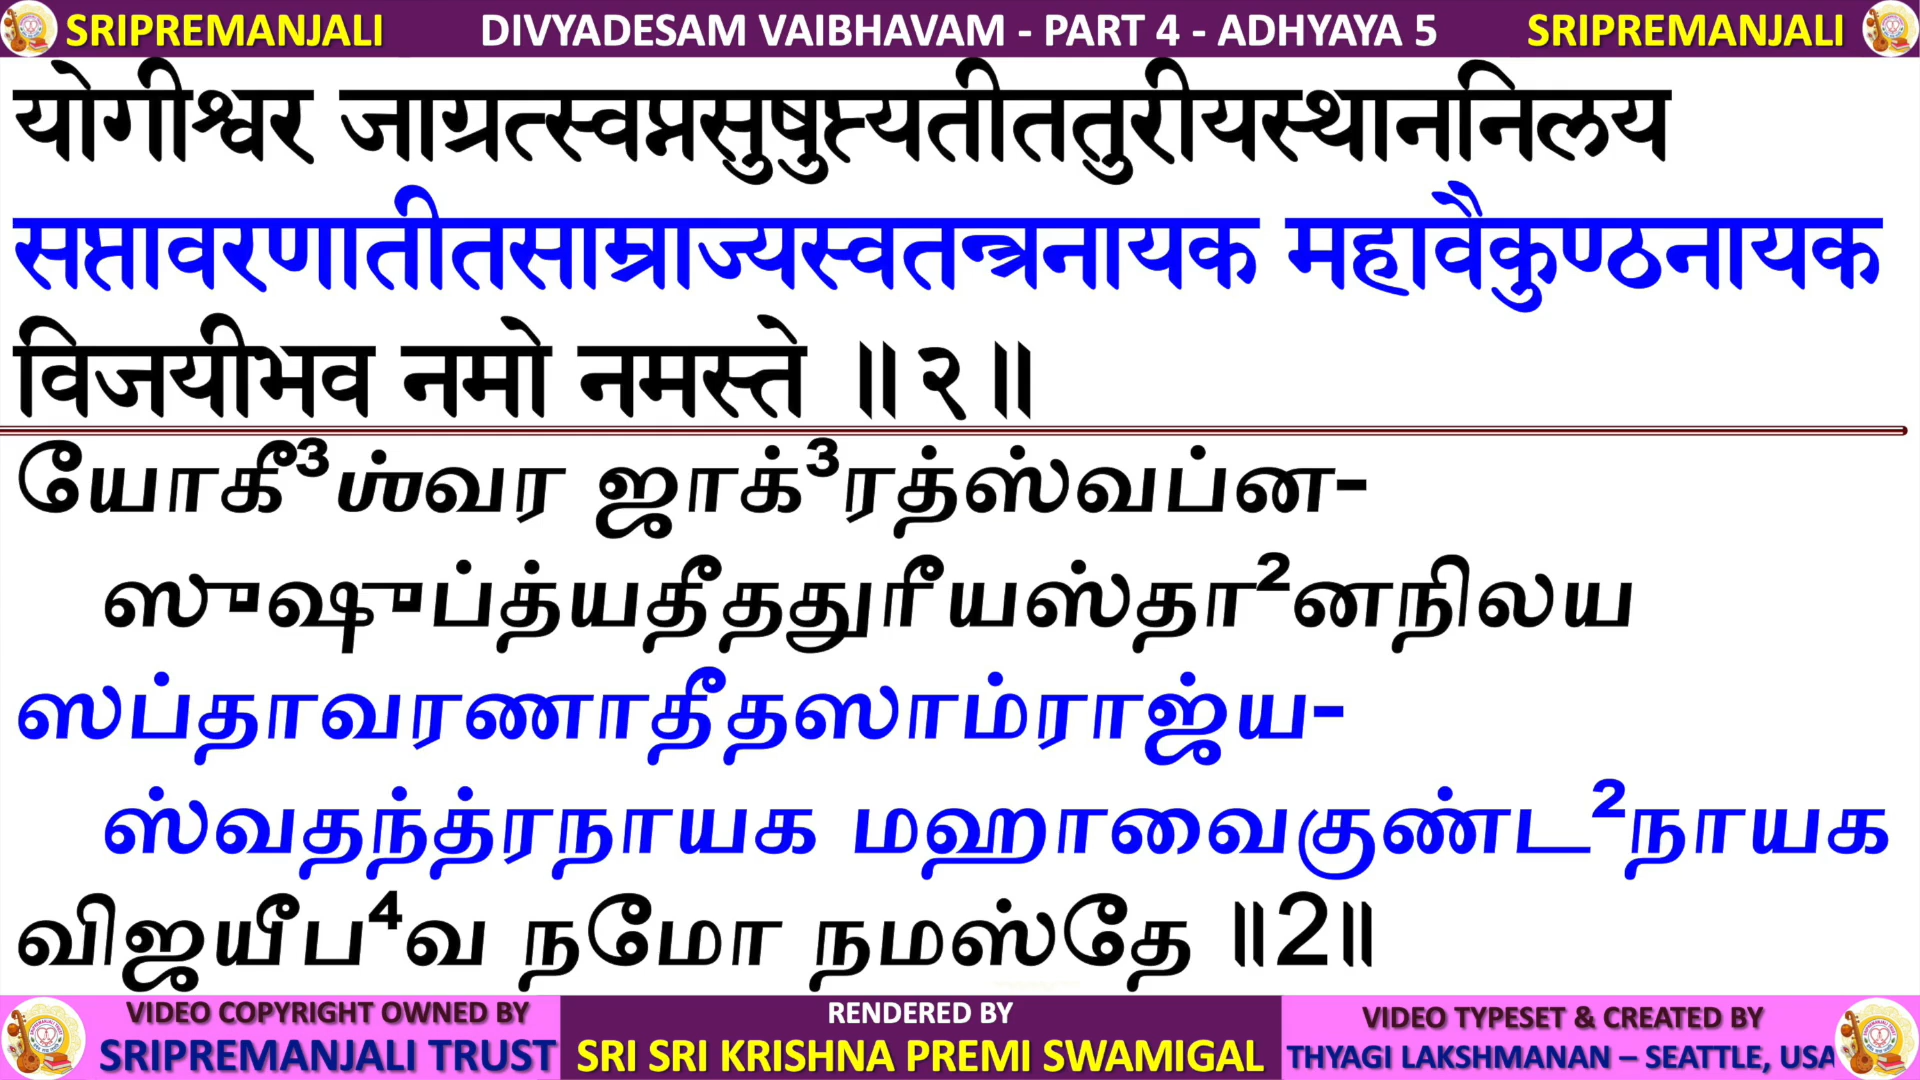 SRIPREMANJALI DIVYADESAM VAIBHAVAM - PART 4 - ADHYAYA 5 SRIPREMANJALI
योगीश्वर जाग्रत्स्वप्नसुषुप्त्यतीततुरीयस्थाननिलय
सप्तावरणातीतसाम्राज्यस्वतन्त्रनायक महावैकुण्ठनायक
विजयीभव नमो नमस्ते ॥२॥
யோகீ³ஶ்வர ஜாக்³ரத்ஸ்வப்ன-
ஸுஷுப்த்யதீததுரீயஸ்தா²னநிலய
ஸப்தாவரணாதீதஸாம்ராஜ்ய-
ஸ்வதந்த்ரநாயக மஹாவைகுண்ட²நாயக
விஜயீப⁴வ நமோ நமஸ்தே ॥2॥
VIDEO COPYRIGHT OWNED BY
SRIPREMANJALI TRUST
RENDERED BY
SRI SRI KRISHNA PREMI SWAMIGAL
VIDEO TYPESET & CREATED BY
THYAGI LAKSHMANAN – SEATTLE, USA